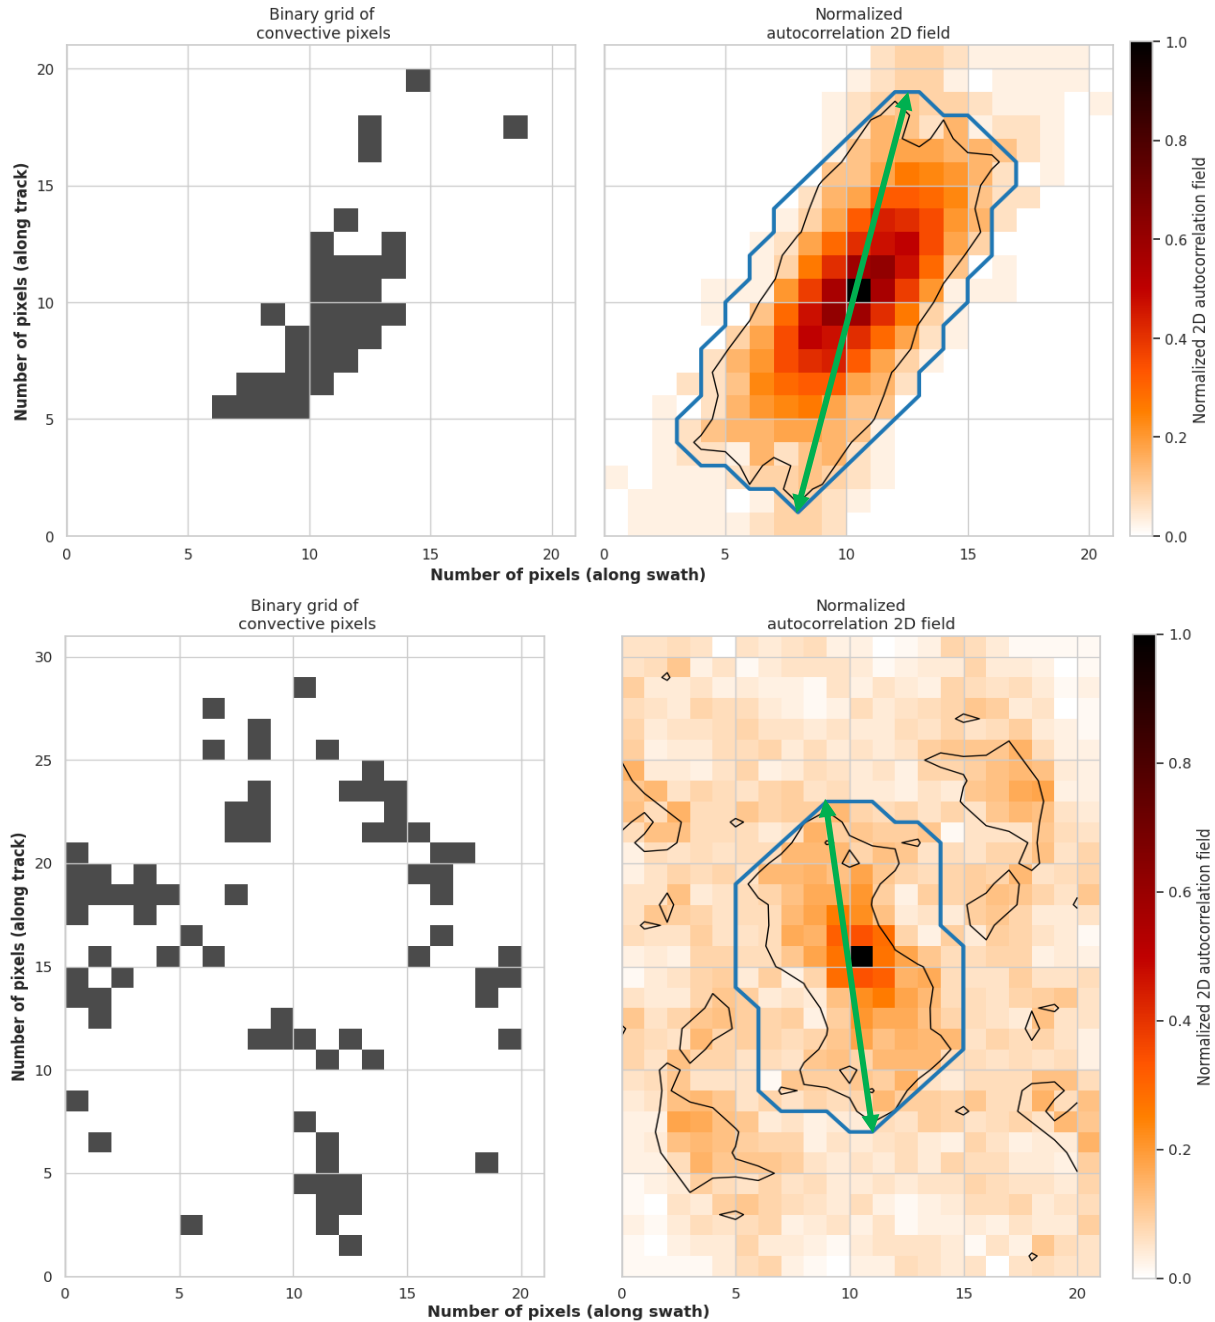 Binary grid of
convective pixels
Normalized
autocorrelation 2D field
Number of pixels (along track)
20
15
10
5
0
0 5 10 15 20
0 5 10 15 20
Number of pixels (along swath)
1.0
0.8
0.6
0.4
0.2
0.0
Normalized 2D autocorrelation field
Binary grid of
convective pixels
Normalized
autocorrelation 2D field
Number of pixels (along track)
30
25
20
15
10
5
0
0 5 10 15 20
0 5 10 15 20
Number of pixels (along swath)
1.0
0.8
0.6
0.4
0.2
0.0
Normalized 2D autocorrelation field